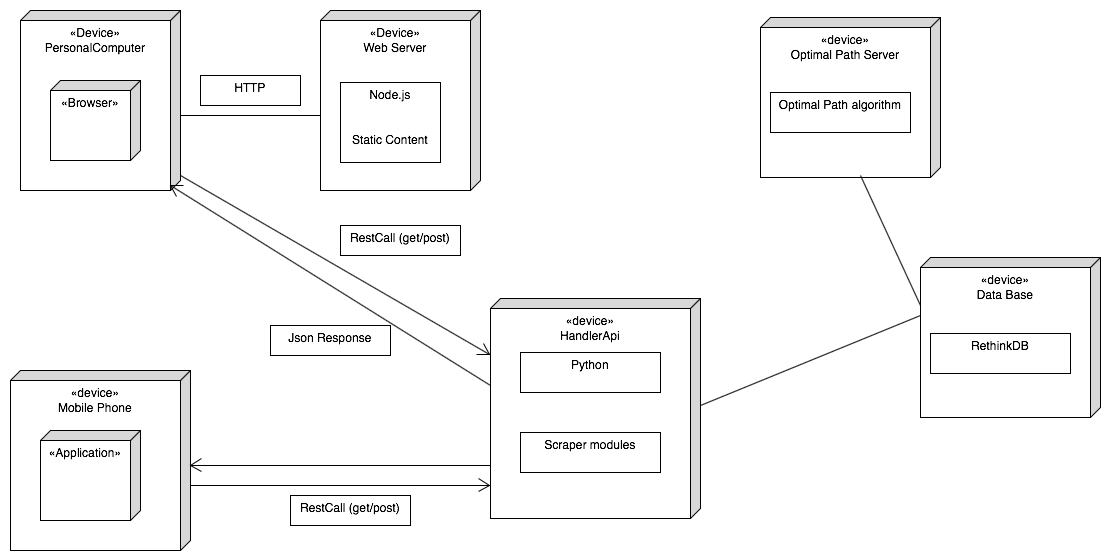 «Device»
PersonalComputer
«Browser»
HTTP
«Device»
Web Server
Node.js
Static Content
«device»
Optimal Path Server
Optimal Path algorithm
RestCall (get/post)
Json Response
«device»
HandlerApi
Python
Scraper modules
«device»
Data Base
RethinkDB
«device»
Mobile Phone
«Application»
RestCall (get/post)